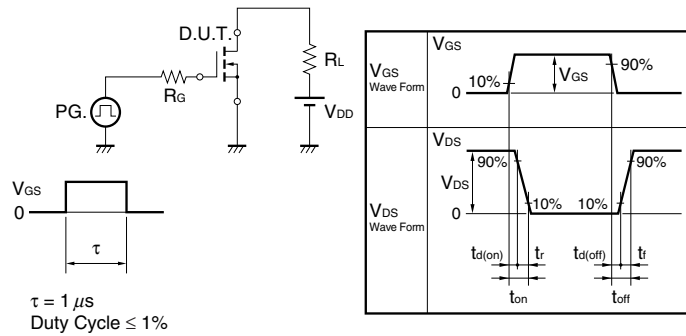 D.U.T.
RL
RG
PG.
VDD
VGS
0
τ
τ = 1 μs
Duty Cycle ≤ 1%
VGS
Wave Form
VGS
10%
VGS
90%
0
VDS
Wave Form
VDS
90%
90%
VDS
10%
10%
0
td(on)
tr
td(off)
tf
ton
toff